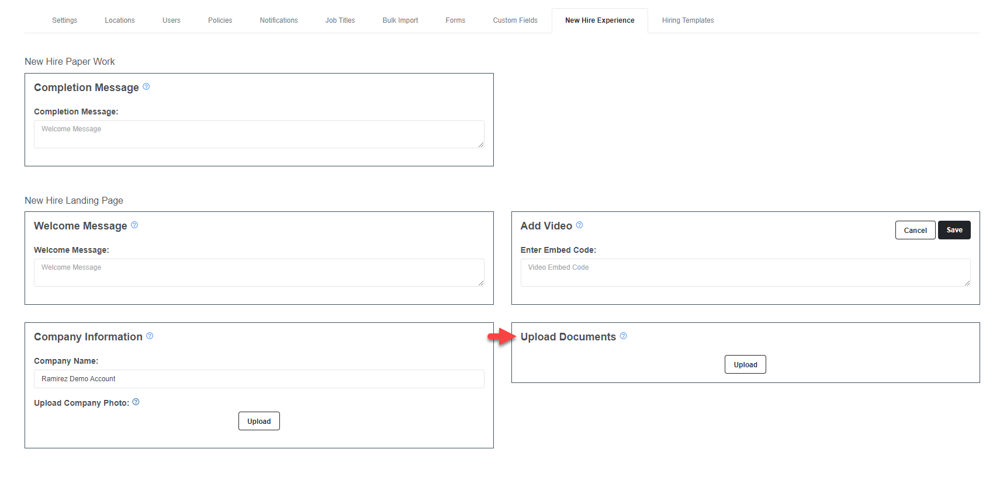 Settings Locations Users Policies Notifications Job Titles Bulk Import Forms Custom Fields New Hire Experience Hiring Templates
New Hire Paper Work
Completion Message ?
Completion Message:
Welcome Message
New Hire Landing Page
Welcome Message ?
Welcome Message:
Welcome Message
Add Video ?
Cancel Save
Enter Embed Code:
Video Embed Code
Company Information ?
Company Name:
Ramirez Demo Account
Upload Company Photo: ?
Upload
Upload Documents ?
Upload